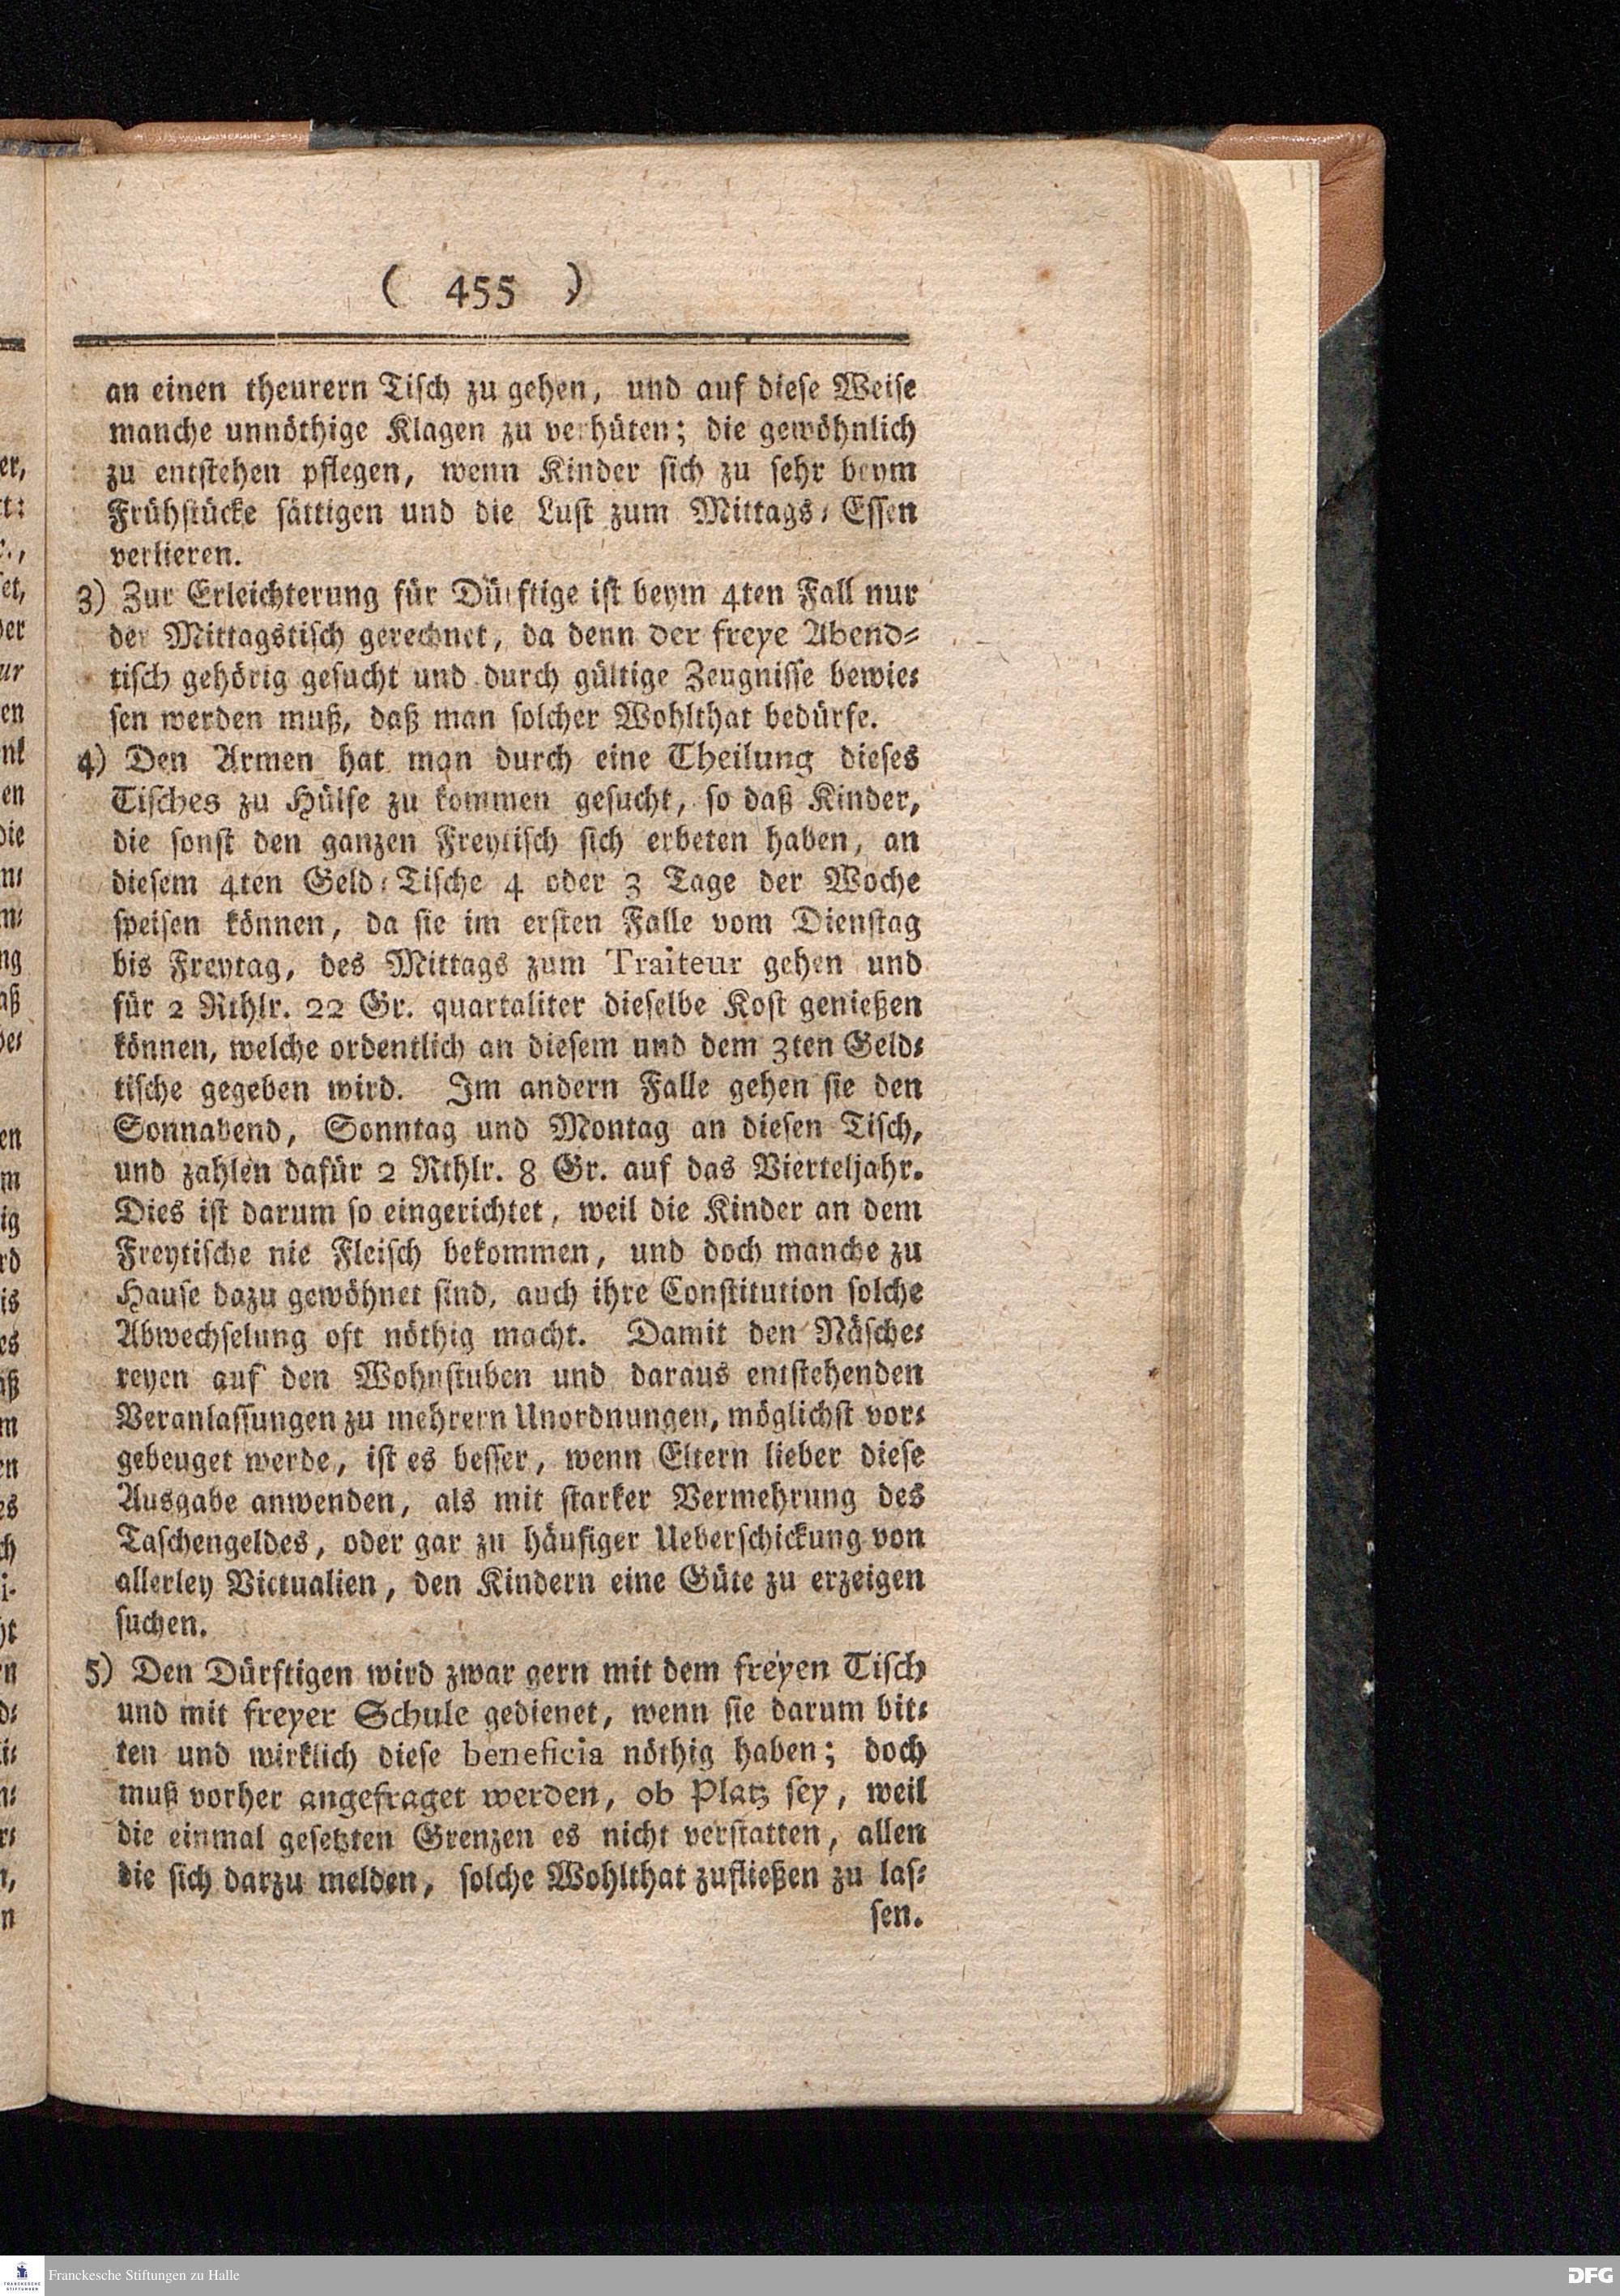 ( 455 )
an einen theurern Tisch zu gehen, und auf diese Weise
manche unnöthige Klagen zu verhüten; die gewöhnlich
zu entstehen pflegen, wenn Kinder sich zu sehr beym
Frühstücke sättigen und die Lust zum Mittags-Essen
verlieren.
3) Zur Erleichterung für Dürftige ist beym 4ten Fall nur
der Mittagstisch gerechnet, da denn der freye Abend-
tisch gehörig gesucht und durch gültige Zeugnisse bewie-
sen werden muß, daß man solcher Wohlthat bedürfe.
4) Den Armen hat man durch eine Theilung dieses
Tisches zu Hülfe zu kommen gesucht, so daß Kinder,
die sonst den ganzen Freytisch sich erbeten haben, an
diesem 4ten Geld-Tische 4 oder 3 Tage der Woche
speisen können, da sie im ersten Falle vom Dienstag
bis Freytag, des Mittags zum Traiteur gehen und
für 2 Rthlr. 22 Gr. quartaliter dieselbe Kost genießen
können, welche ordentlich an diesem und dem 3ten Geld-
tische gegeben wird. Im andern Falle gehen sie den
Sonnabend, Sonntag und Montag an diesen Tisch,
und zahlen dafür 2 Rthlr. 8 Gr. auf das Vierteljahr.
Dies ist darum so eingerichtet, weil die Kinder an dem
Freytische nie Fleisch bekommen, und doch manche zu
Hause dazu gewöhnet sind, auch ihre Constitution solche
Abwechselung oft nöthig macht. Damit den Näsche-
reyen auf den Wohnstuben und daraus entstehenden
Veranlassungen zu mehrern Unordnungen, möglichst vor-
gebeuget werde, ist es besser, wenn Eltern lieber diese
Ausgabe anwenden, als mit starker Vermehrung des
Taschengeldes, oder gar zu häufiger Ueberschickung von
allerley Victualien, den Kindern eine Güte zu erzeigen
suchen.
5) Den Dürftigen wird zwar gern mit dem freyen Tisch
und mit freyer Schule gedienet, wenn sie darum bit-
ten und wirklich diese beneficia nöthig haben; doch
muß vorher angefraget werden, ob Platz sey, weil
die einmal gesetzten Grenzen es nicht verstatten, allen
die sich darzu melden, solche Wohlthat zufließen zu las-
sen.
Franckesche Stiftungen zu Halle
DFG